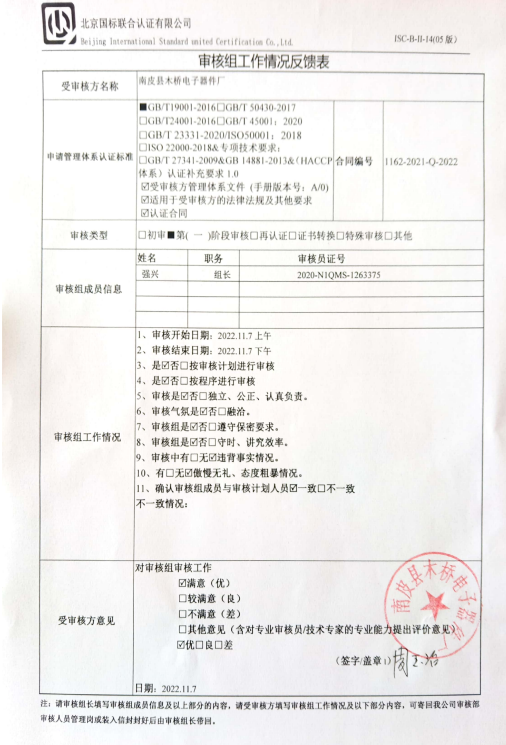 北京国标联合认证有限公司
Beijing International Standard united Certification Co.,Ltd.
ISC-B-II-14(05版)
审核组工作情况反馈表
受审核方名称 南皮县木桥电子器件厂
申请管理体系认证标准
■GB/T19001-2016□GB/T 50430-2017
□GB/T24001-2016□GB/T 45001：2020
□GB/T 23331-2020/ISO50001：2018
□ISO 22000-2018&专项技术要求：
□GB/T 27341-2009&GB 14881-2013&（HACCP
体系）认证补充要求 1.0
☑受审核方管理体系文件（手册版本号：A/0)
☑适用于受审核方的法律法规及其他要求
☑认证合同
合同编号 1162-2021-Q-2022
审核类型 □初审■第( 一 )阶段审核□再认证□证书转换□特殊审核□其他
审核组成员信息
姓名 职务 审核员证号
强兴 组长 2020-N1QMS-1263375
审核组工作情况
1、审核开始日期：2022.11.7 上午
2、审核结束日期：2022.11.7 下午
3、是☑否□按审核计划进行审核
4、是☑否□按程序进行审核
5、审核是☑否□独立、公正、认真负责。
6、审核气氛是☑否□融洽。
7、审核组是☑否□遵守保密要求。
8、审核组是☑否□守时、讲究效率。
9、审核中有□无☑违背事实情况。
10、有□无☑傲慢无礼、态度粗暴情况。
11、确认审核组成员与审核计划人员☑一致□不一致
不一致情况：
受审核方意见
对审核组审核工作
☑满意（优）
□较满意（良）
□不满意（差）
□其他意见（含对专业审核员/技术专家的专业能力提出评价意见）
☑优□良□差
（签字/盖章：）
南皮县木桥电子器件厂
日期：2022.11.7
注：请审核组长填写审核组成员信息及以上部分的内容，请受审核方填写审核组工作情况及以下部分内容，可寄回我公司审核部
审核人员管理岗或装入信封封好后由审核组长带回。